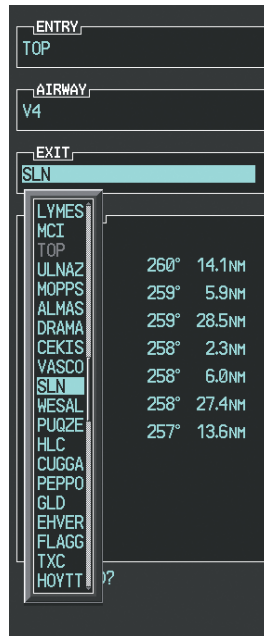 ENTRY
TOP
AIRWAY
V4
EXIT
SLN
LYMES
MCI
TOP
ULNAZ 260° 14.1NM
MOPPS 259° 5.9NM
ALMAS
DRAMA 259° 28.5NM
CEKIS 258° 2.3NM
VASCO
SLN 258° 6.0NM
WESAL 258° 27.4NM
PUQZE 257° 13.6NM
HLC
CUGGA
PEPPO
GLD
EHVER
FLAGG
TXC
HOYTT ?